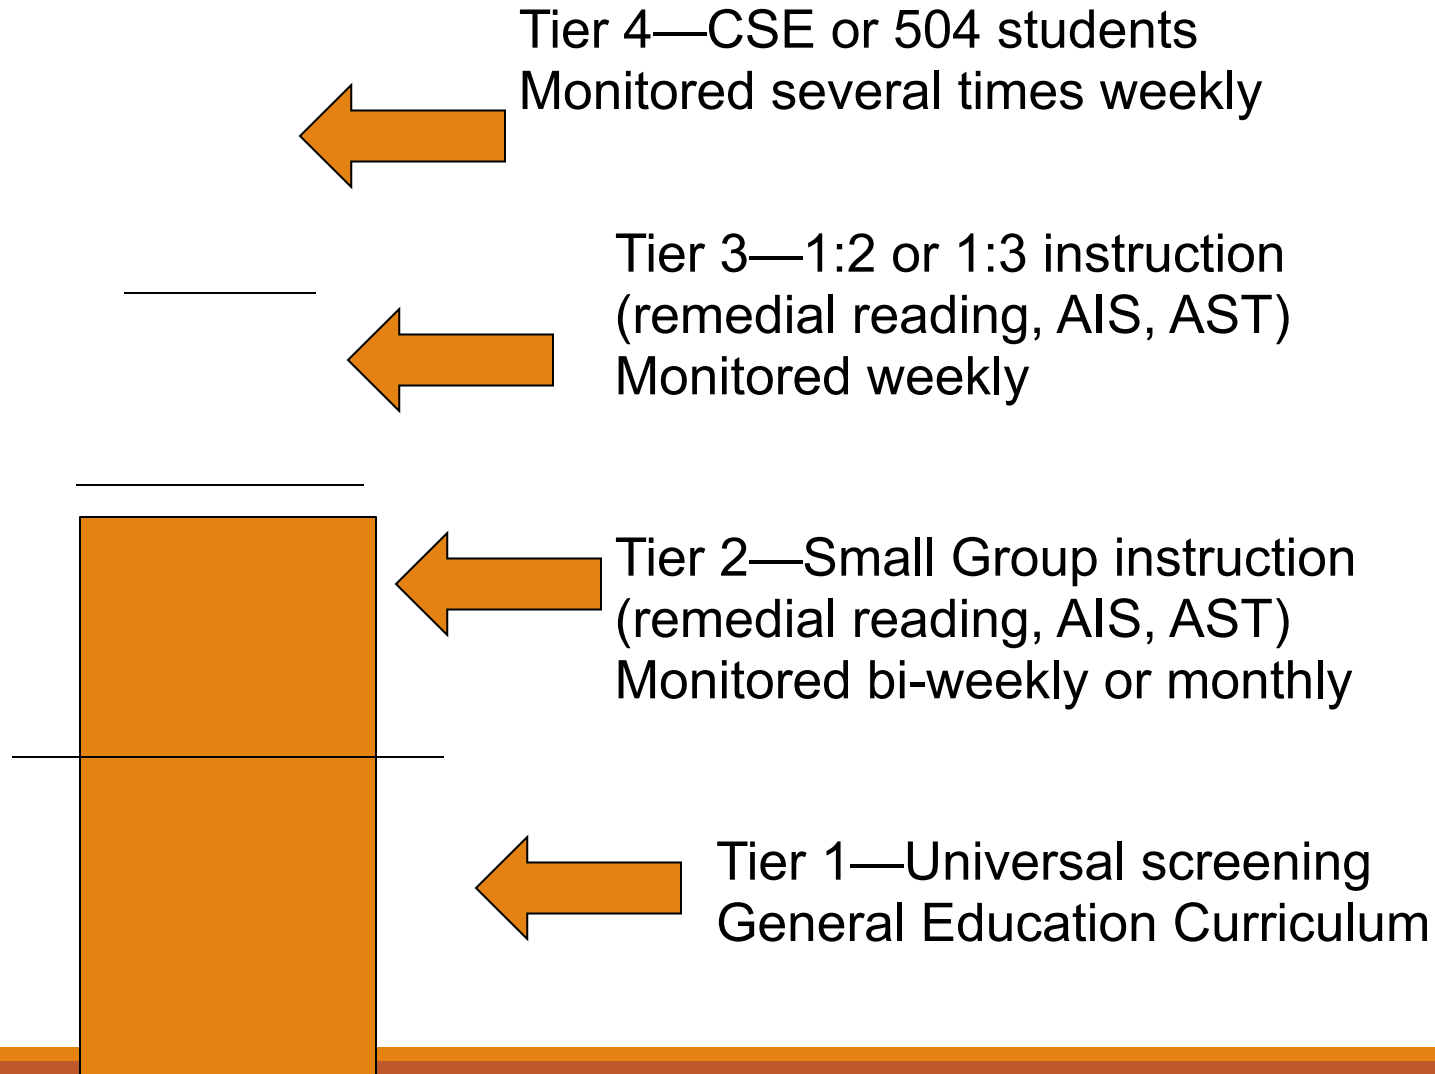 Tier 4—CSE or 504 students
Monitored several times weekly
Tier 3—1:2 or 1:3 instruction
(remedial reading, AIS, AST)
Monitored weekly
Tier 2—Small Group instruction
(remedial reading, AIS, AST)
Monitored bi-weekly or monthly
Tier 1—Universal screening
General Education Curriculum